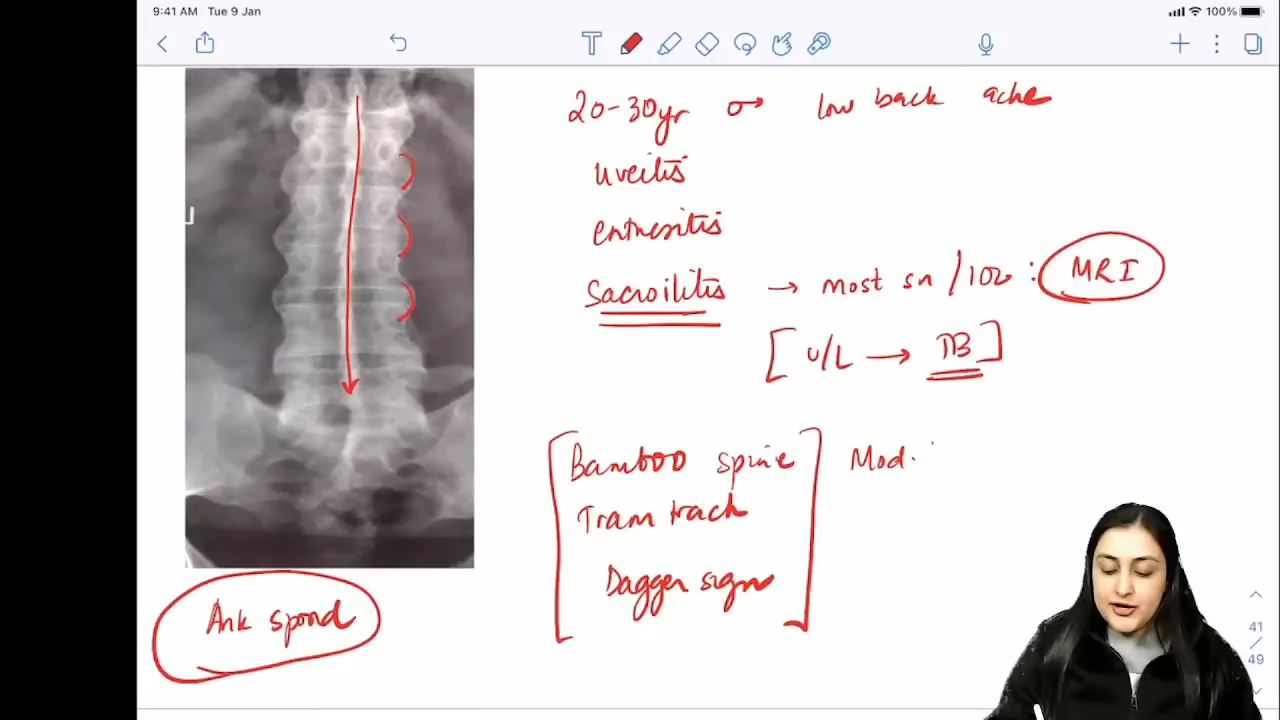 9:41 AM Tue 9 Jan
100%
20-30yr ♂ low back ache
Uveitis
enthesitis
Sacroilitis → most sn / IOC : MRI
[ U/L → TB ]
Bamboo spine Mod.
Tram track
Dagger sign
Ank spond
41
/
49